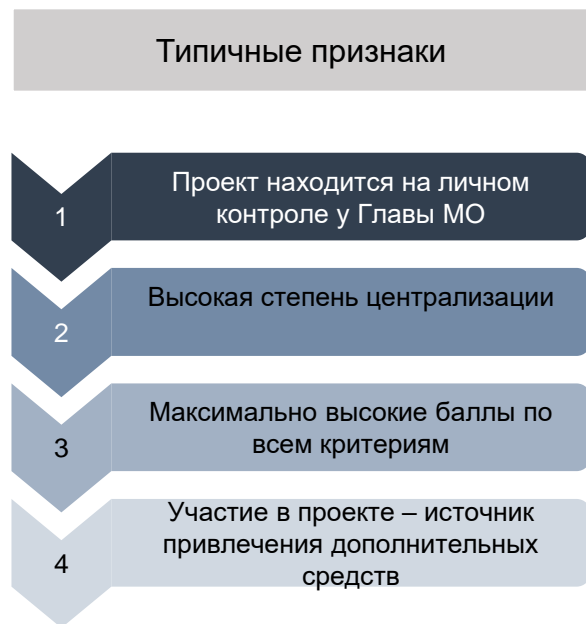 Типичные признаки
1
Проект находится на личном
контроле у Главы МО
2
Высокая степень централизации
3
Максимально высокие баллы по
всем критериям
4
Участие в проекте – источник
привлечения дополнительных
средств